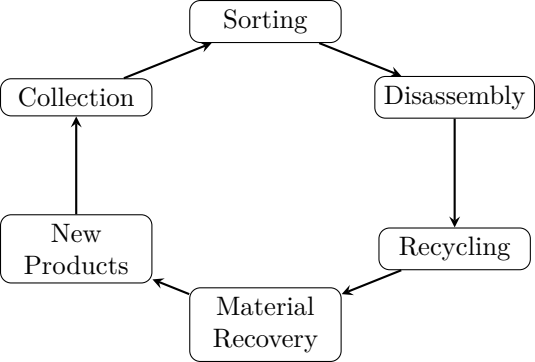 Sorting
Collection
Disassembly
New
Products
Recycling
Material
Recovery